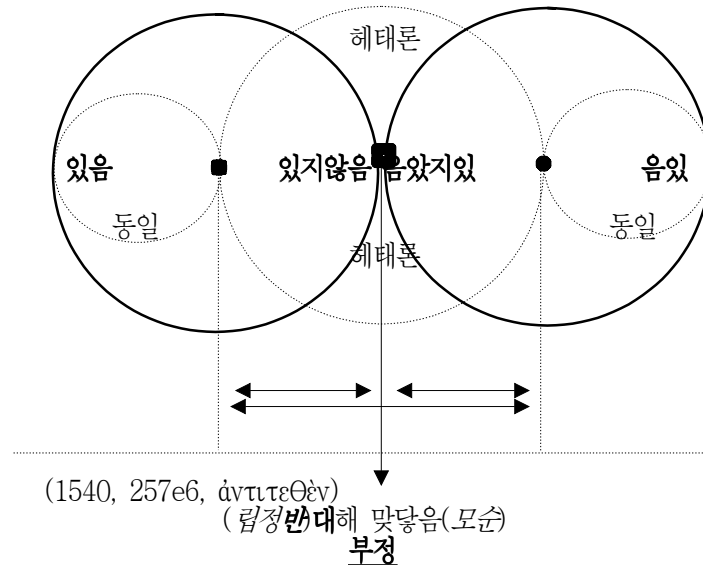 헤태론
있음 있지않음 음았지있 음있
동일 동일
헤태론
(1540, 257e6, ἀντιτεθὲν)
(립정반)대해 맞닿음(모순)
부정